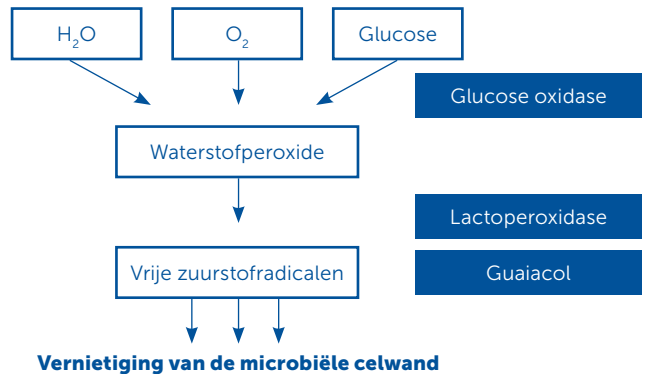 H₂O
O₂
Glucose
Glucose oxidase
Waterstofperoxide
Lactoperoxidase
Vrije zuurstofradicalen
Guaiacol
Vernietiging van de microbiële celwand